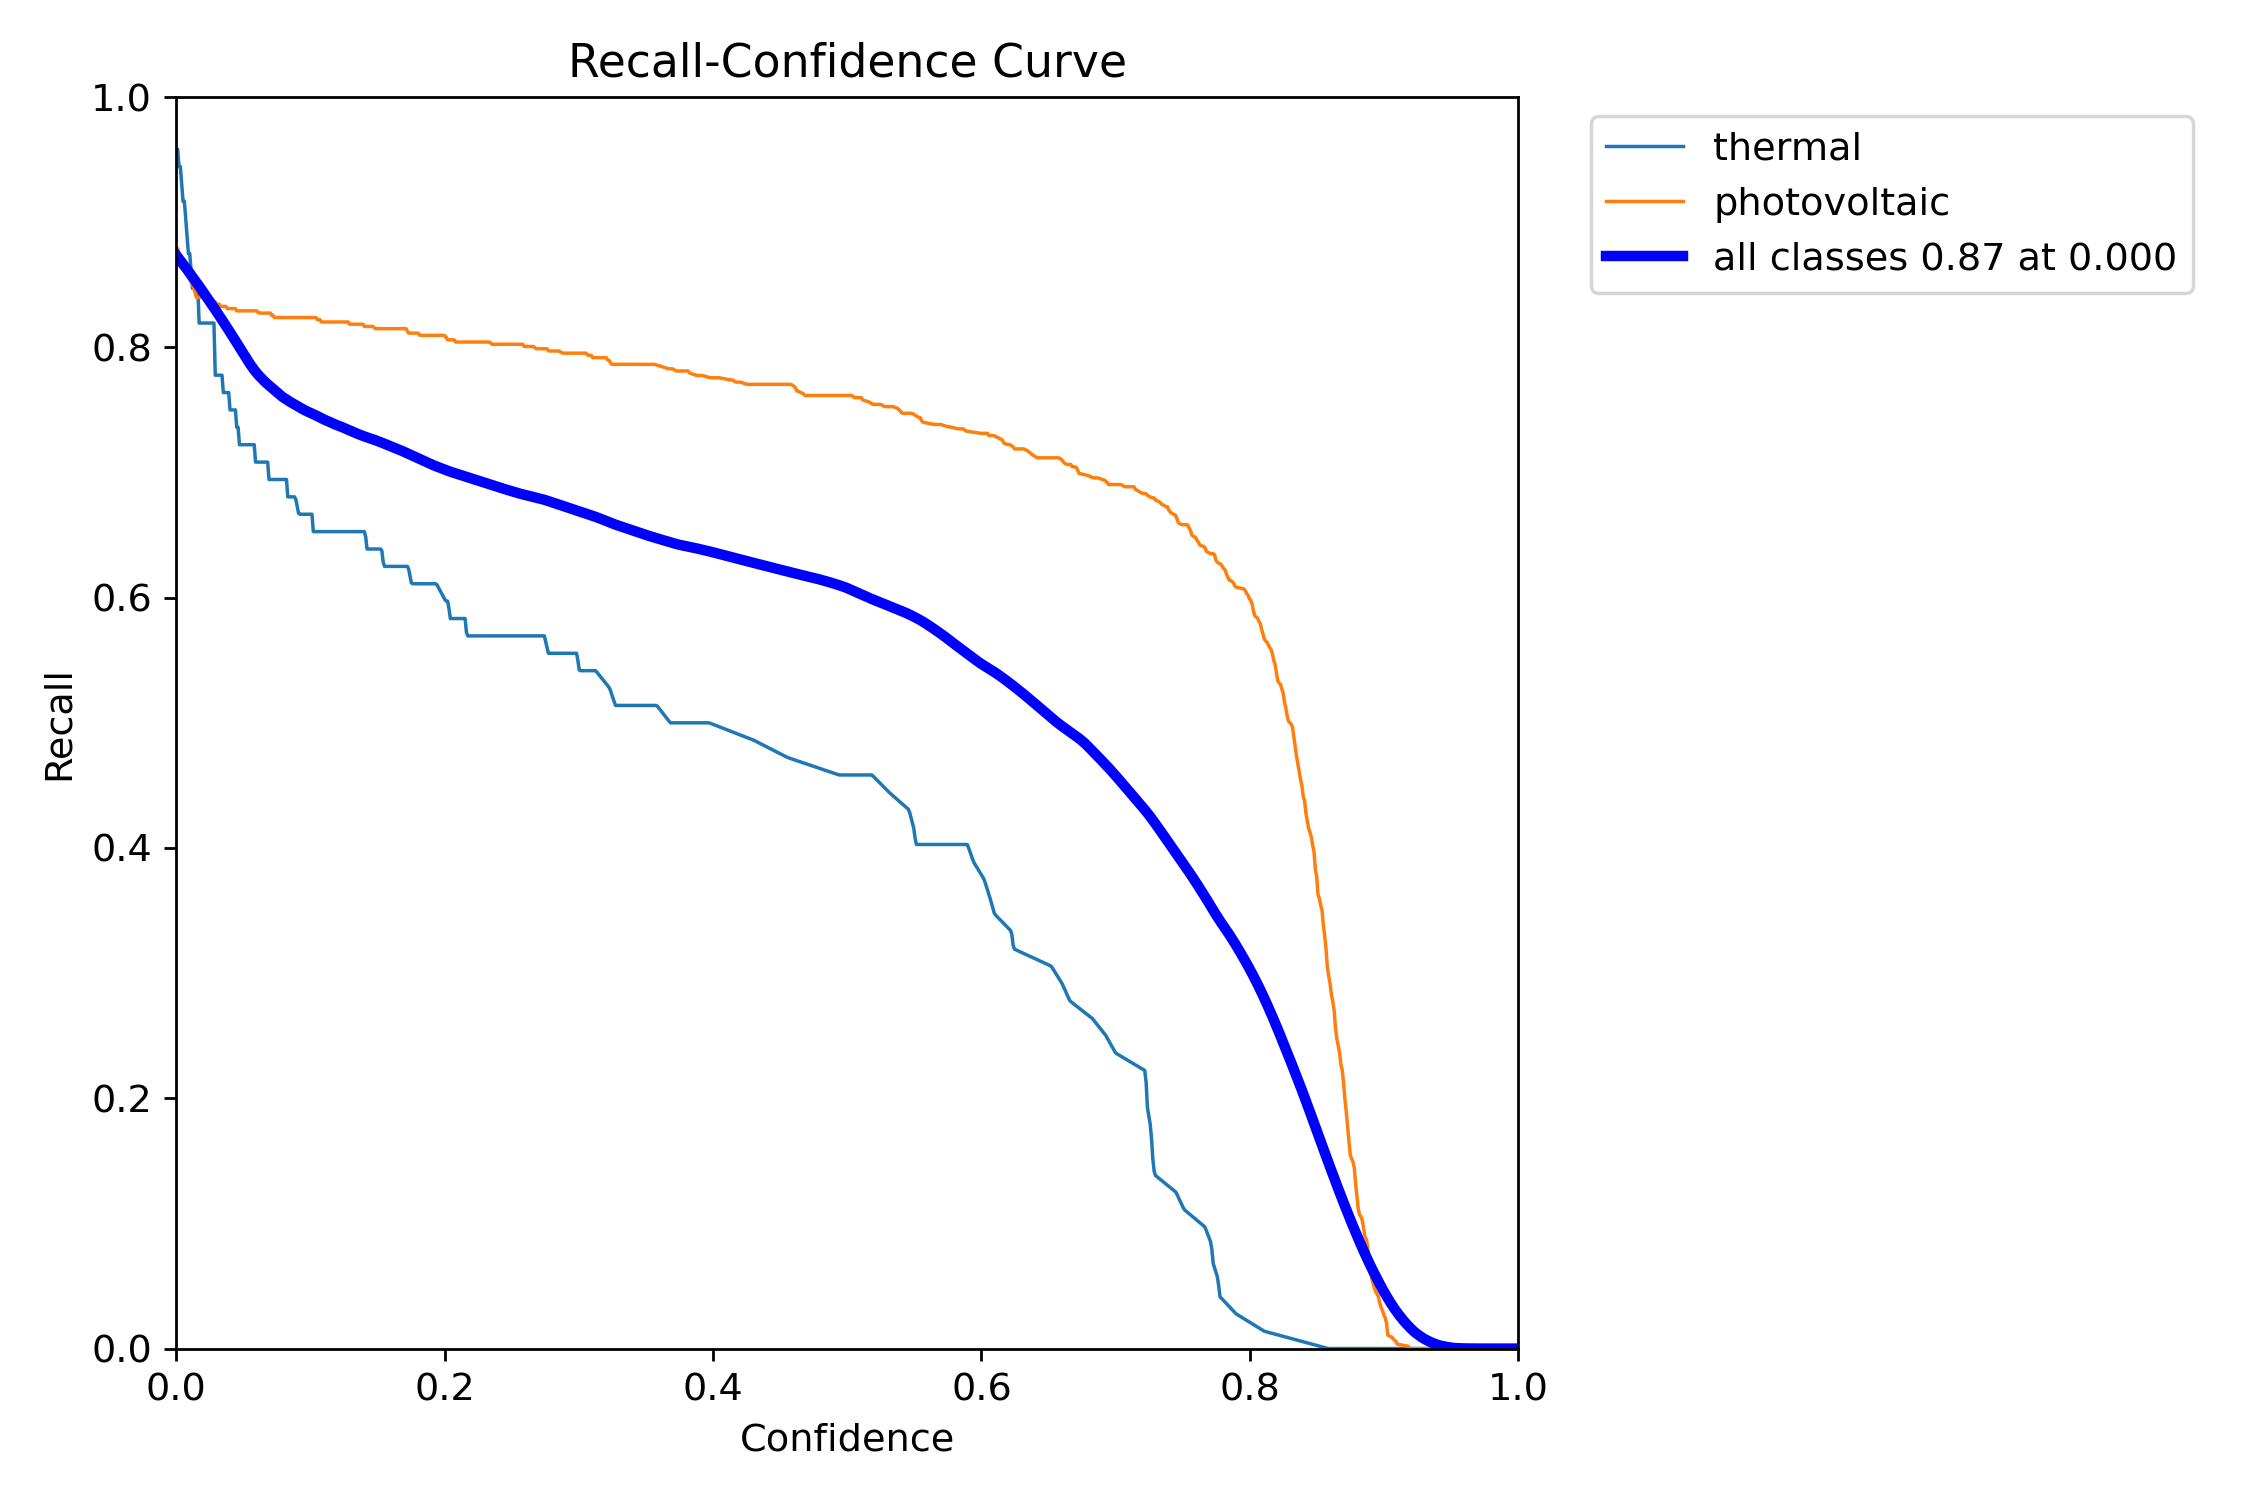 Recall-Confidence Curve
1.0
0.8
0.6
0.4
0.2
0.0
Recall
0.0 0.2 0.4 0.6 0.8 1.0
Confidence
thermal
photovoltaic
all classes 0.87 at 0.000